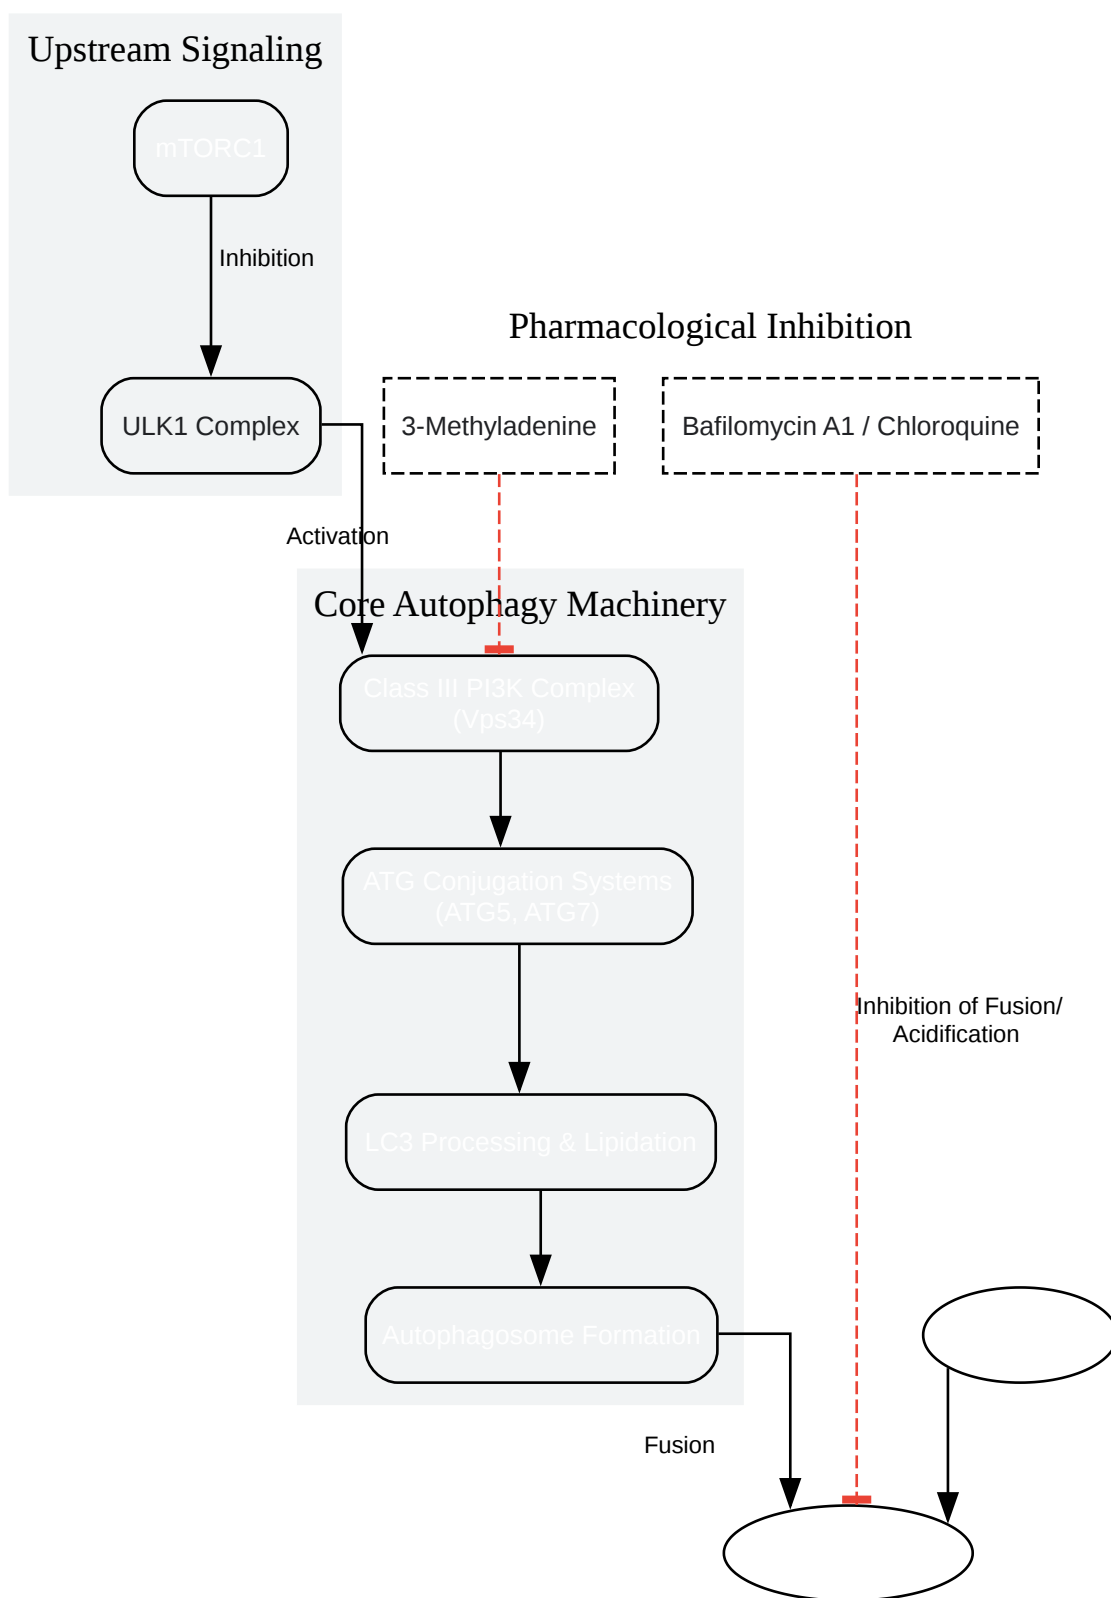 Upstream Signaling
mTORC1
Inhibition
Pharmacological Inhibition
ULK1 Complex
3-Methyladenine
Bafilomycin A1 / Chloroquine
Activation
Core Autophagy Machinery
Class III PI3K Complex
(Vps34)
ATG Conjugation Systems
(ATG5, ATG7)
Inhibition of Fusion/
Acidification
LC3 Processing & Lipidation
Autophagosome Formation
Fusion